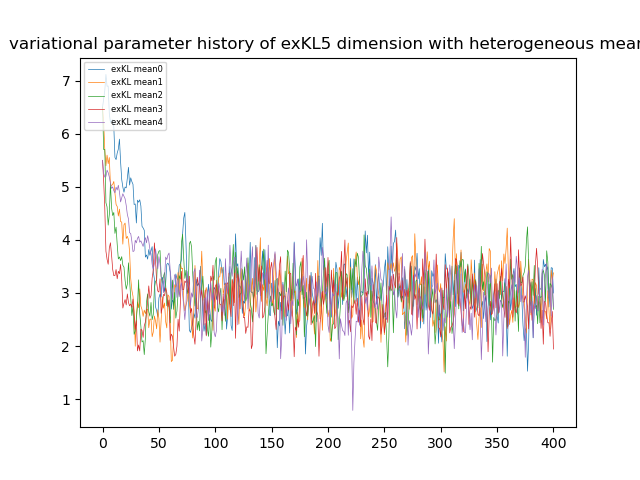 variational parameter history of exKL5 dimension with heterogeneous mear
exKL mean0
exKL mean1
exKL mean2
exKL mean3
exKL mean4
7
6
5
4
3
2
1
0 50 100 150 200 250 300 350 400